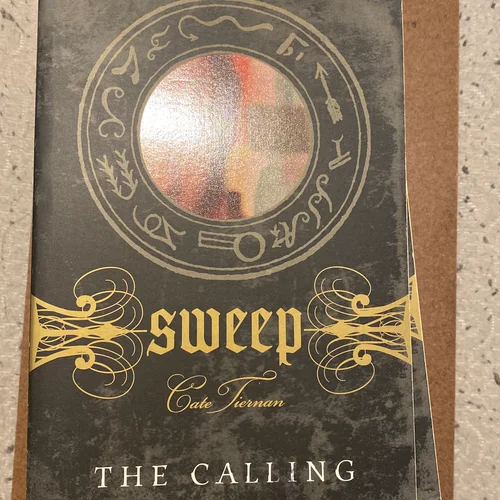 sweep
Cate Tiernan
THE CALLING